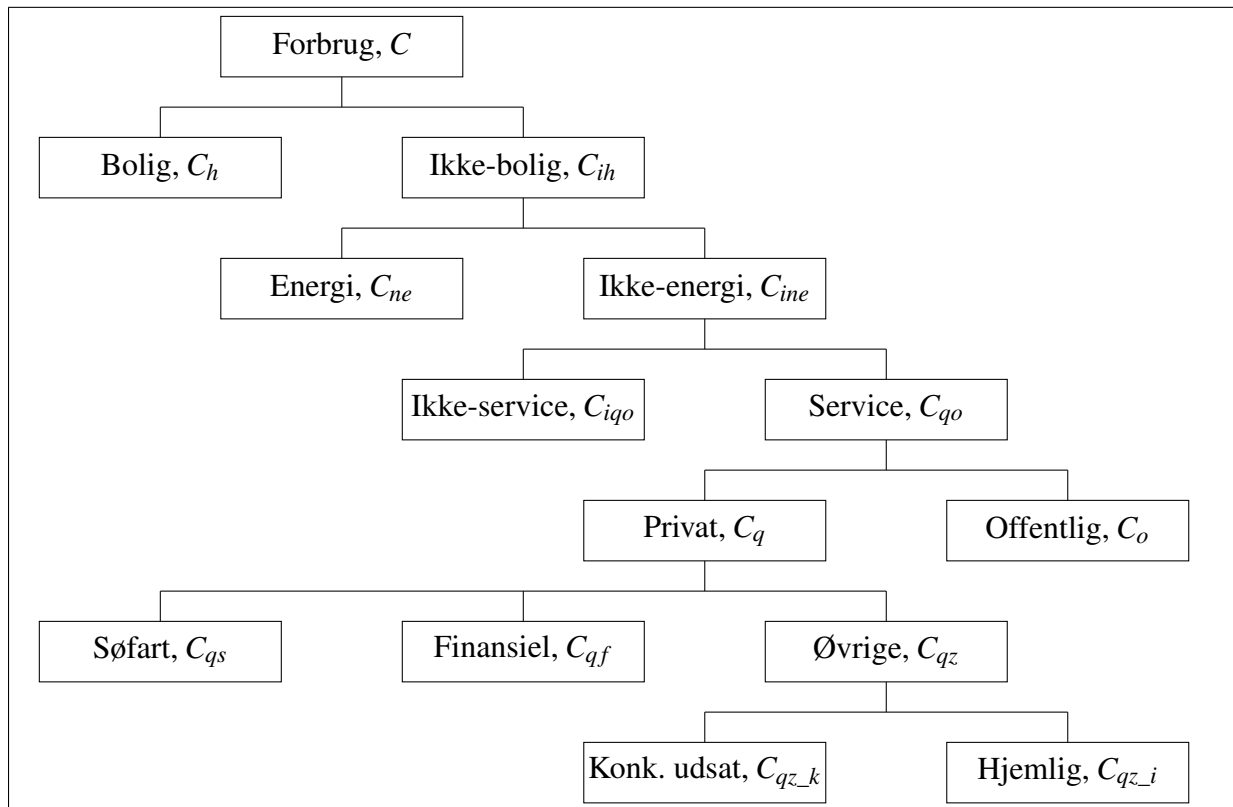 Forbrug, C
Bolig, C_h
Ikke-bolig, C_ih
Energi, C_ne
Ikke-energi, C_ine
Ikke-service, C_iqo
Service, C_qo
Privat, C_q
Offentlig, C_o
Søfart, C_qs
Finansiel, C_qf
Øvrige, C_qz
Konk. udsat, C_qz_k
Hjemlig, C_qz_i